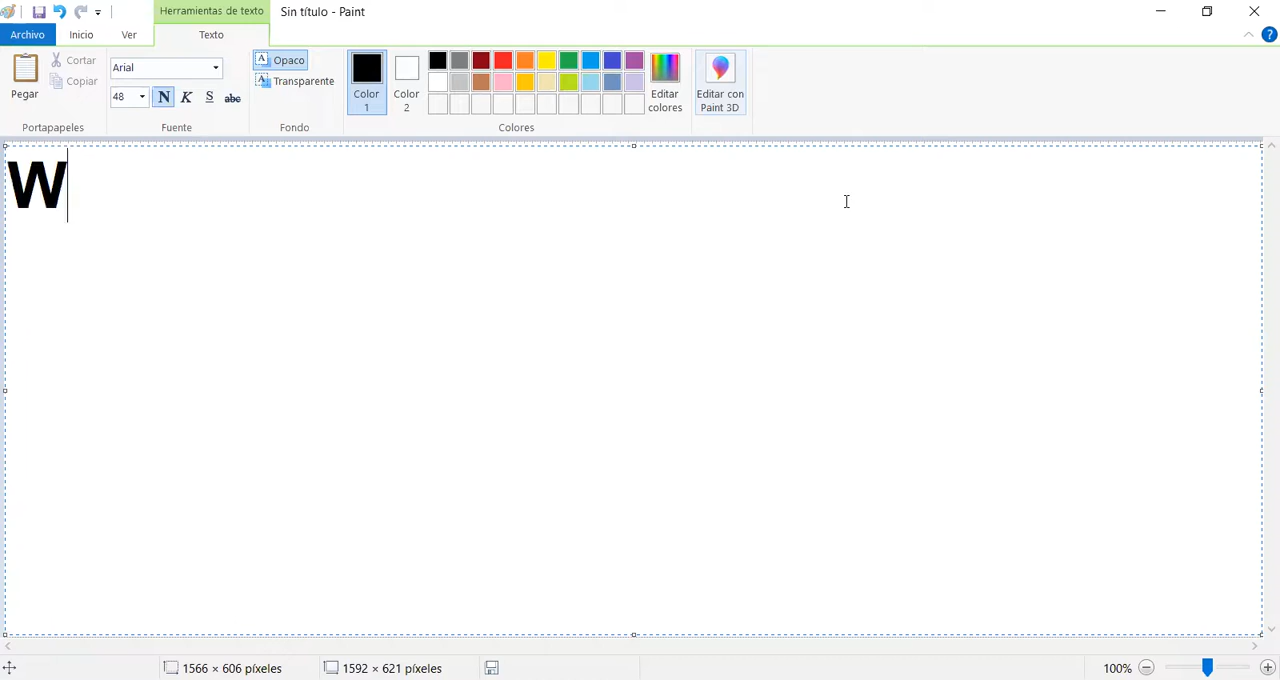 Herramientas de texto
Sin título - Paint
Archivo
Inicio
Ver
Texto
Pegar
Cortar
Copiar
Portapapeles
Arial
48
N K S abc
Fuente
Opaco
Transparente
Fondo
Color 1
Color 2
Editar colores
Colores
Editar con Paint 3D
W
1566 × 606 píxeles
1592 × 621 píxeles
100%